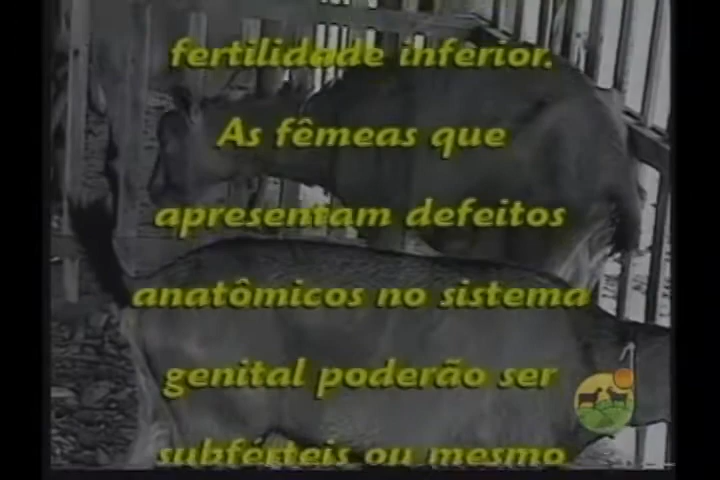 fertilidade inferior.
As fêmeas que
apresentam defeitos
anatômicos no sistema
genital poderão ser
subférteis ou mesmo